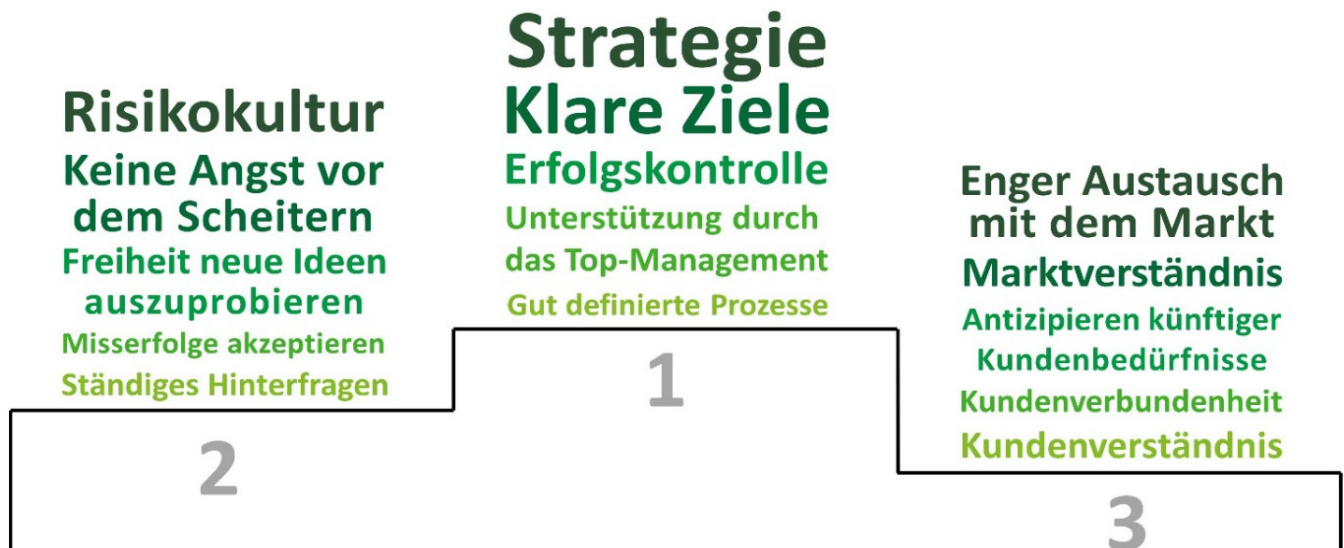 Strategie
Klare Ziele
Erfolgskontrolle
Unterstützung durch
das Top-Management
Gut definierte Prozesse
1
Risikokultur
Keine Angst vor
dem Scheitern
Freiheit neue Ideen
auszuprobieren
Misserfolge akzeptieren
Ständiges Hinterfragen
2
Enger Austausch
mit dem Markt
Marktverständnis
Antizipieren künftiger
Kundenbedürfnisse
Kundenverbundenheit
Kundenverständnis
3